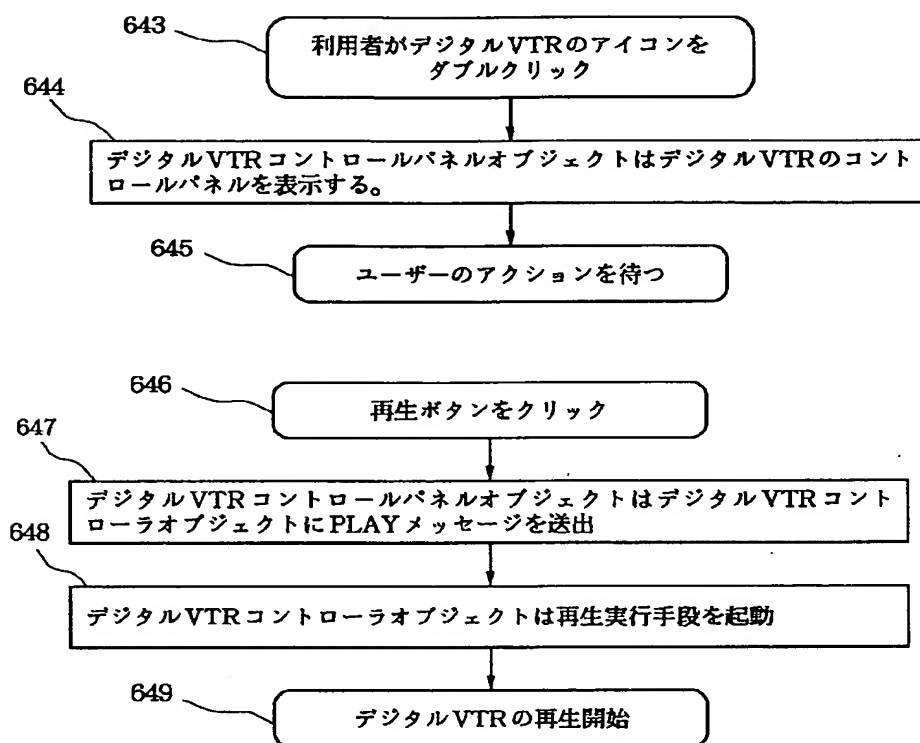 643
利用者がデジタルVTRのアイコンを
ダブルクリック
644
デジタルVTRコントロールパネルオブジェクトはデジタルVTRのコント
ロールパネルを表示する。
645
ユーザーのアクションを待つ
646
再生ボタンをクリック
647
デジタルVTRコントロールパネルオブジェクトはデジタルVTRコント
ローラオブジェクトにPLAYメッセージを送出
648
デジタルVTRコントローラオブジェクトは再生実行手段を起動
649
デジタルVTRの再生開始